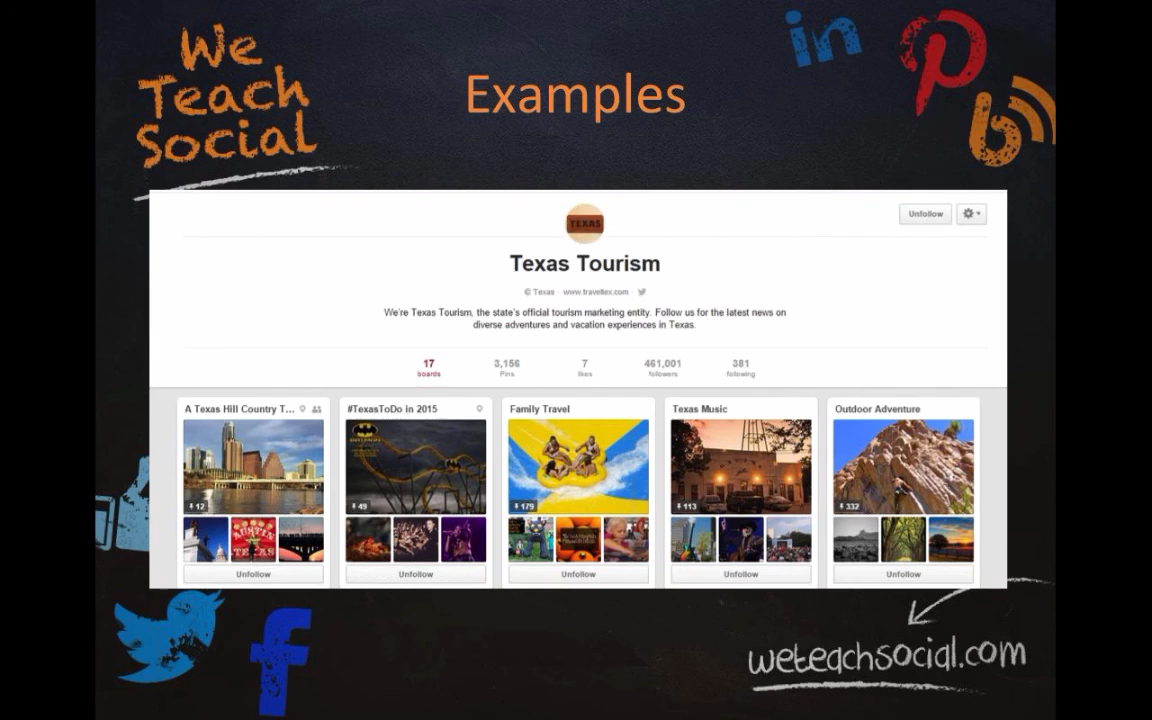 We
Teach
Social
Examples
in
TEXAS
Unfollow
Texas Tourism
Texas · www.traveltex.com ·
We're Texas Tourism, the state's official tourism marketing entity. Follow us for the latest news on
diverse adventures and vacation experiences in Texas.
17 3,156 7 461,001 381
boards Pins likes followers following
A Texas Hill Country T... #TexasToDo in 2015 Family Travel Texas Music Outdoor Adventure
12 49 179 113 332
AUSTIN
TEXAS
Unfollow Unfollow Unfollow Unfollow Unfollow
f
weteachsocial.com